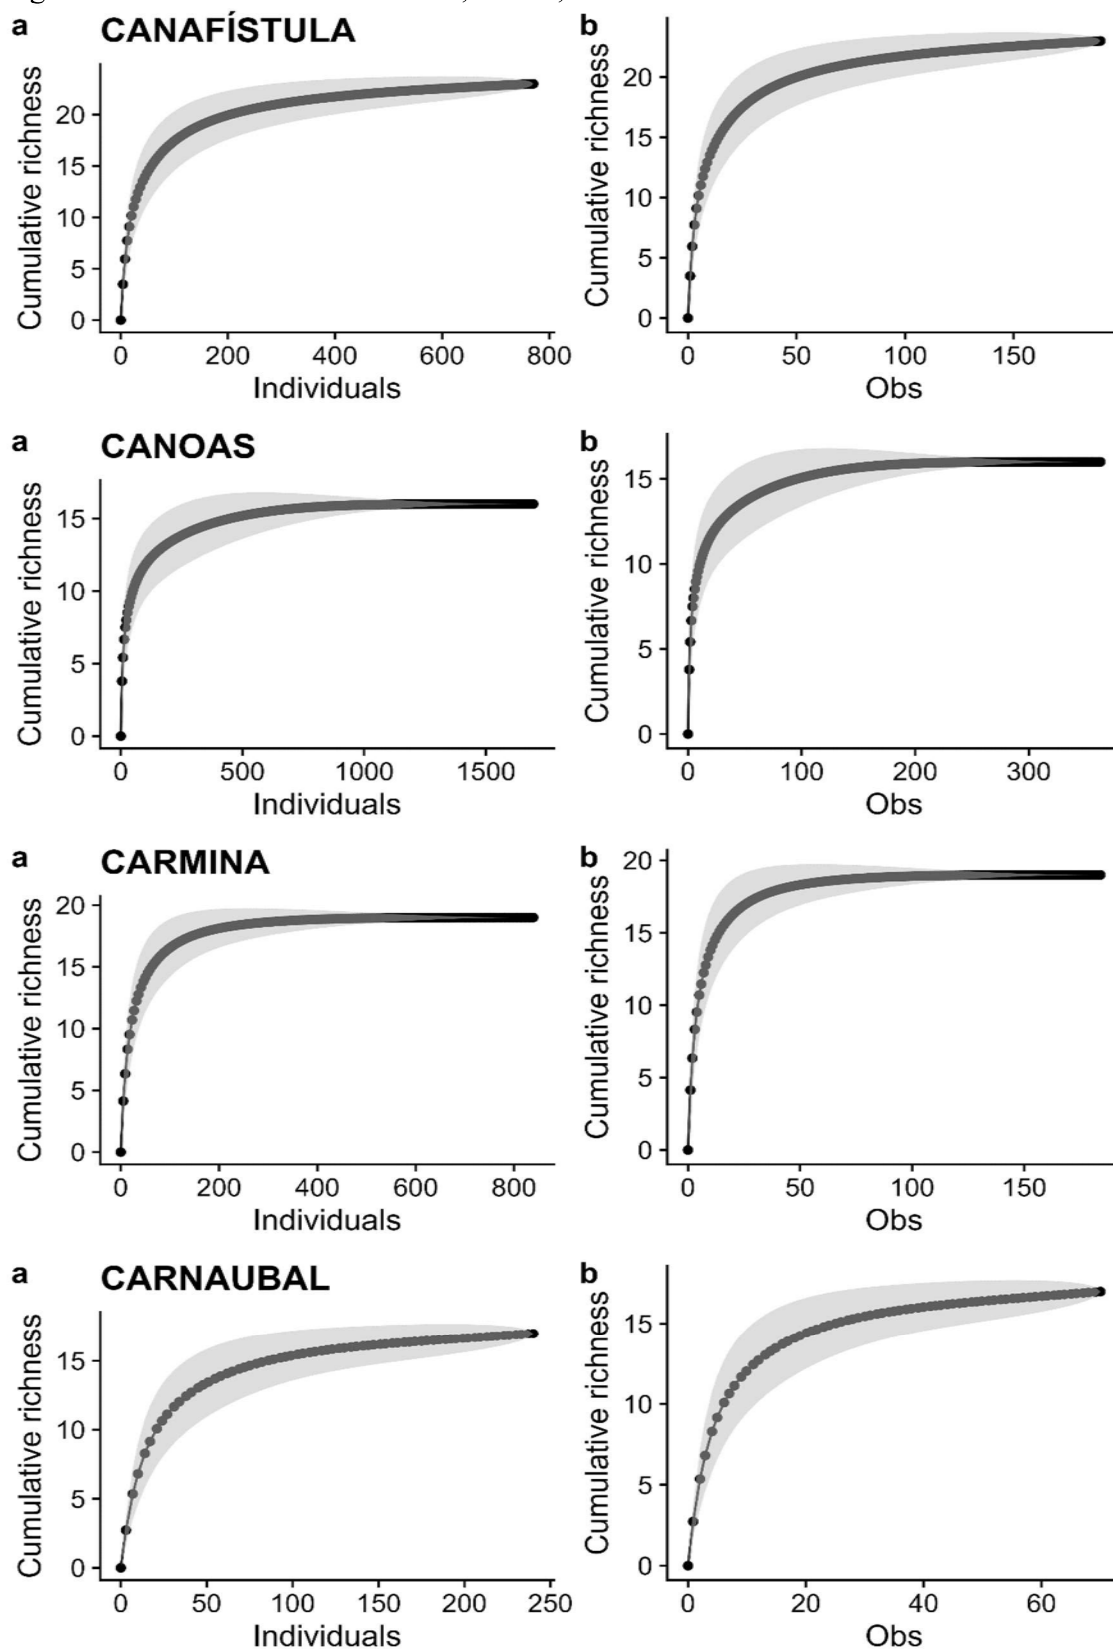 a CANAFÍSTULA
Cumulative richness
20
15
10
5
0
0 200 400 600 800
Individuals
b
Cumulative richness
20
15
10
5
0
0 50 100 150
Obs
a CANOAS
Cumulative richness
15
10
5
0
0 500 1000 1500
Individuals
b
Cumulative richness
15
10
5
0
0 100 200 300
Obs
a CARMINA
Cumulative richness
20
15
10
5
0
0 200 400 600 800
Individuals
b
Cumulative richness
20
15
10
5
0
0 50 100 150
Obs
a CARNAUBAL
Cumulative richness
15
10
5
0
0 50 100 150 200 250
Individuals
b
Cumulative richness
15
10
5
0
0 20 40 60
Obs